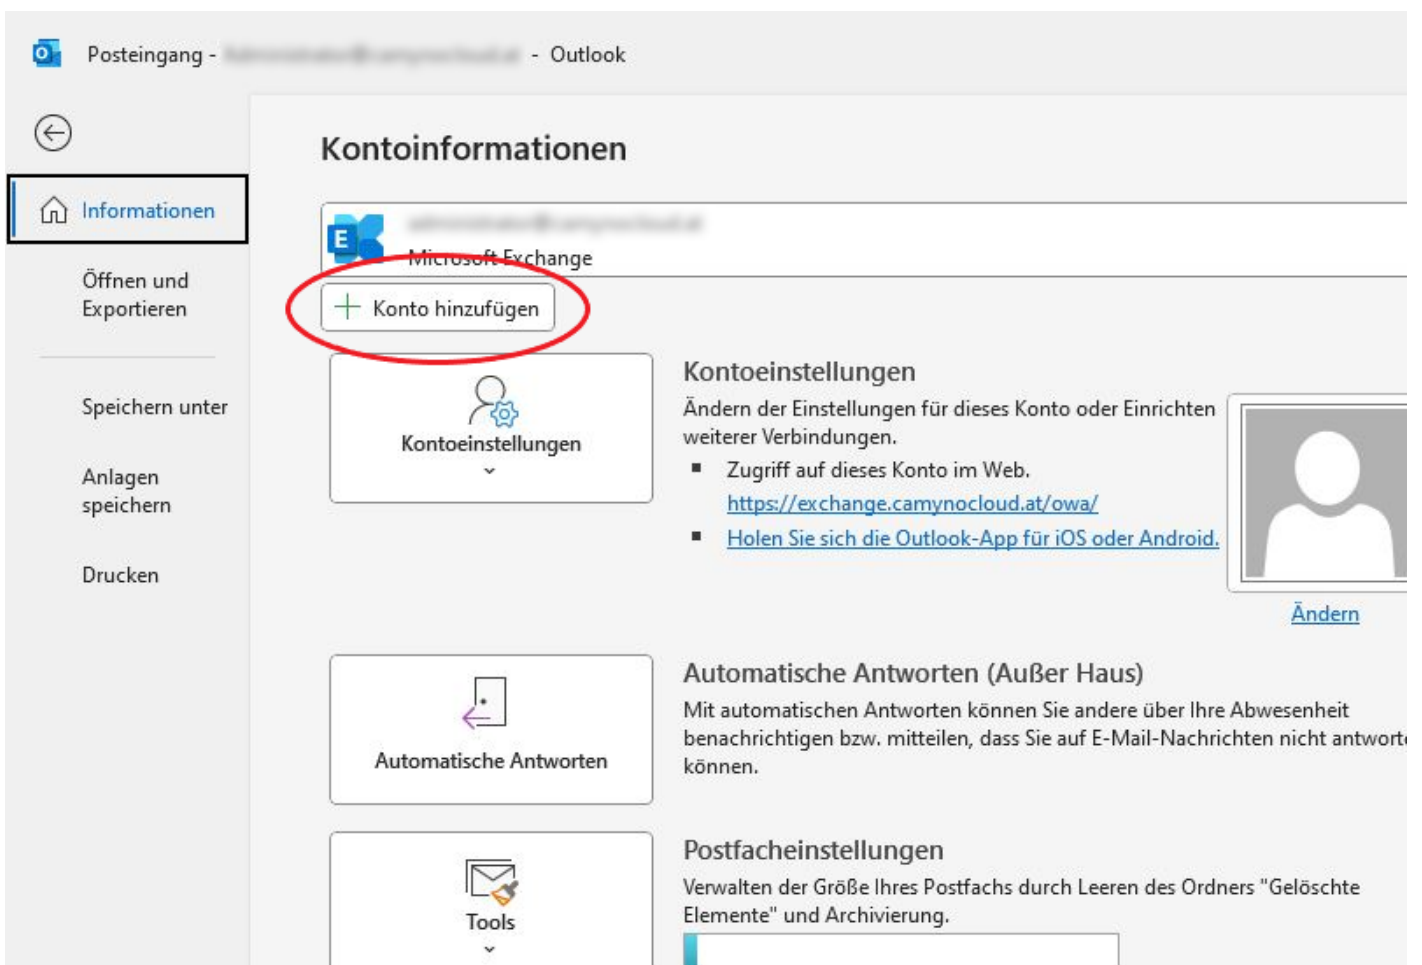 Posteingang - - Outlook
Kontoinformationen
Informationen
Microsoft Exchange
Öffnen und
Exportieren
Konto hinzufügen
Speichern unter
Anlagen
speichern
Drucken
Kontoeinstellungen
Kontoeinstellungen
Ändern der Einstellungen für dieses Konto oder Einrichten
weiterer Verbindungen.
Zugriff auf dieses Konto im Web.
https://exchange.camynocloud.at/owa/
Holen Sie sich die Outlook-App für iOS oder Android.
Ändern
Automatische Antworten
Automatische Antworten (Außer Haus)
Mit automatischen Antworten können Sie andere über Ihre Abwesenheit
benachrichtigen bzw. mitteilen, dass Sie auf E-Mail-Nachrichten nicht antworte
können.
Tools
Postfacheinstellungen
Verwalten der Größe Ihres Postfachs durch Leeren des Ordners "Gelöschte
Elemente" und Archivierung.